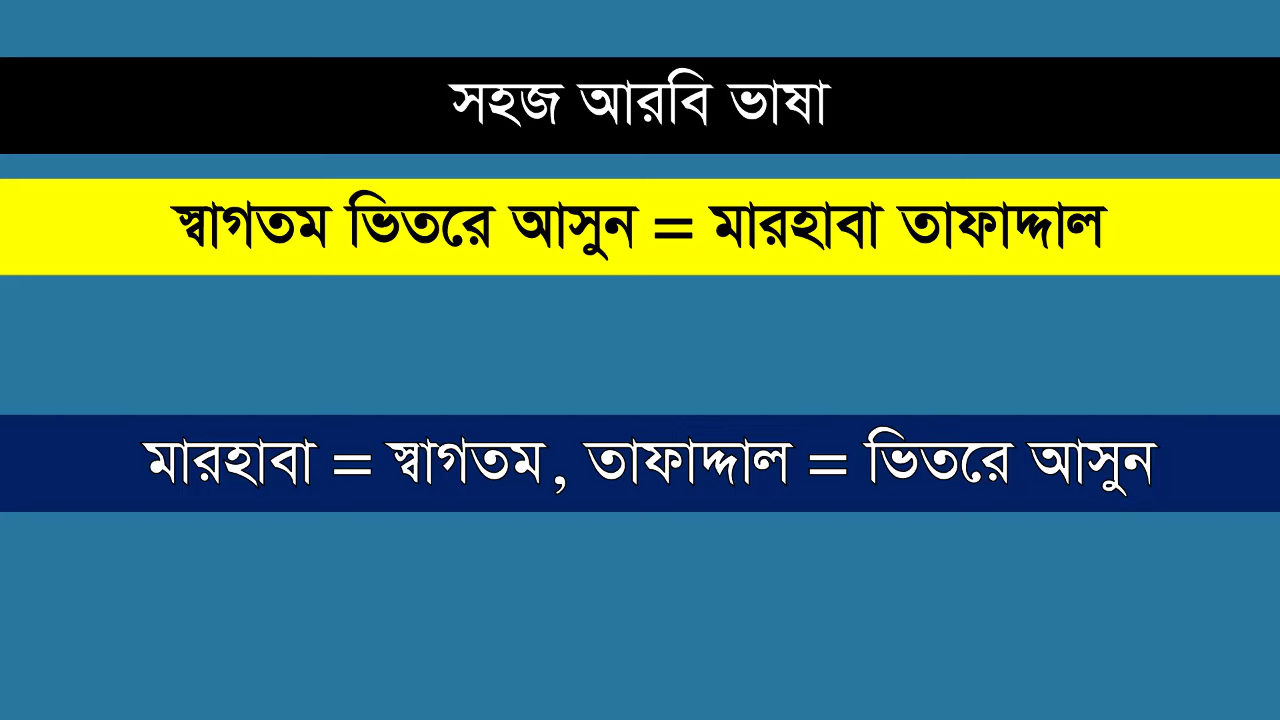 সহজ আরবি ভাষা
স্বাগতম ভিতরে আসুন = মারহাবা তাফাদ্দাল
মারহাবা = স্বাগতম, তাফাদ্দাল = ভিতরে আসুন